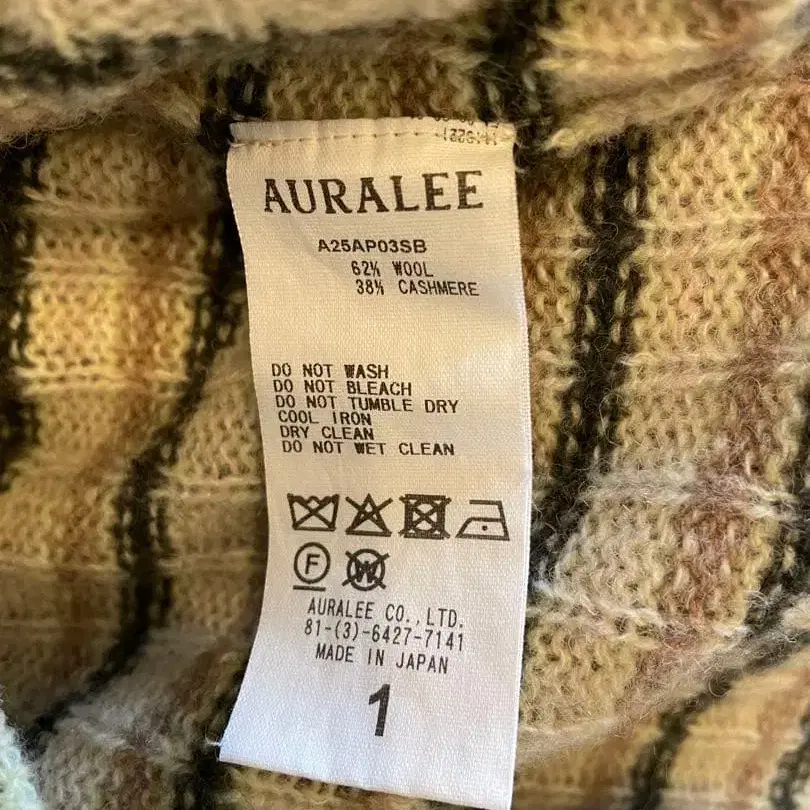 AURALEE
A25AP03SB
62% WOOL
38% CASHMERE
DO NOT WASH
DO NOT BLEACH
DO NOT TUMBLE DRY
COOL IRON
DRY CLEAN
DO NOT WET CLEAN
F W
AURALEE CO.,LTD.
81-(3)-6427-7141
MADE IN JAPAN
1